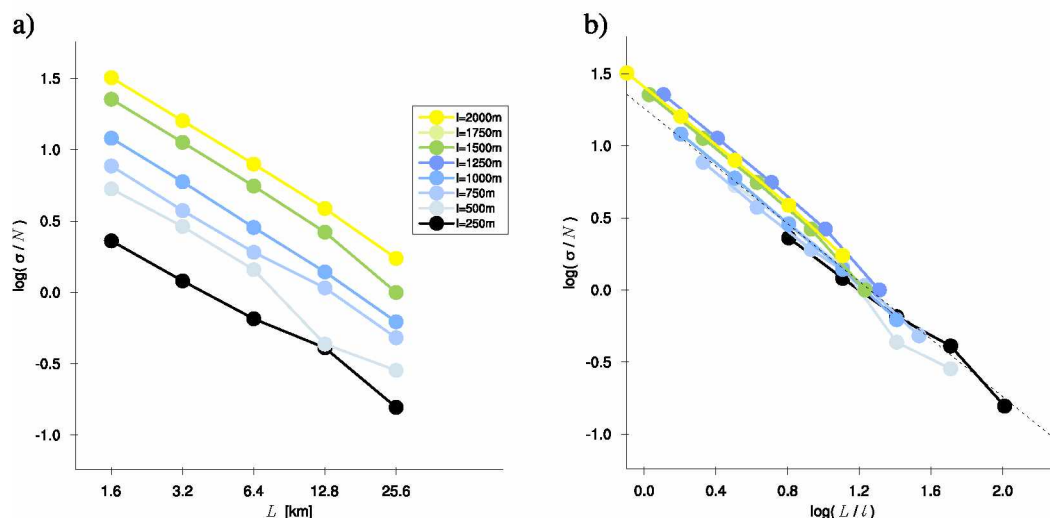 a)
log( σ / N )
1.5
1.0
0.5
0.0
-0.5
-1.0
1.6 3.2 6.4 12.8 25.6
L [km]
l=2000m
l=1750m
l=1500m
l=1250m
l=1000m
l=750m
l=500m
l=250m
b)
log( σ / N )
1.5
1.0
0.5
0.0
-0.5
-1.0
0.0 0.4 0.8 1.2 1.6 2.0
log( L / l )